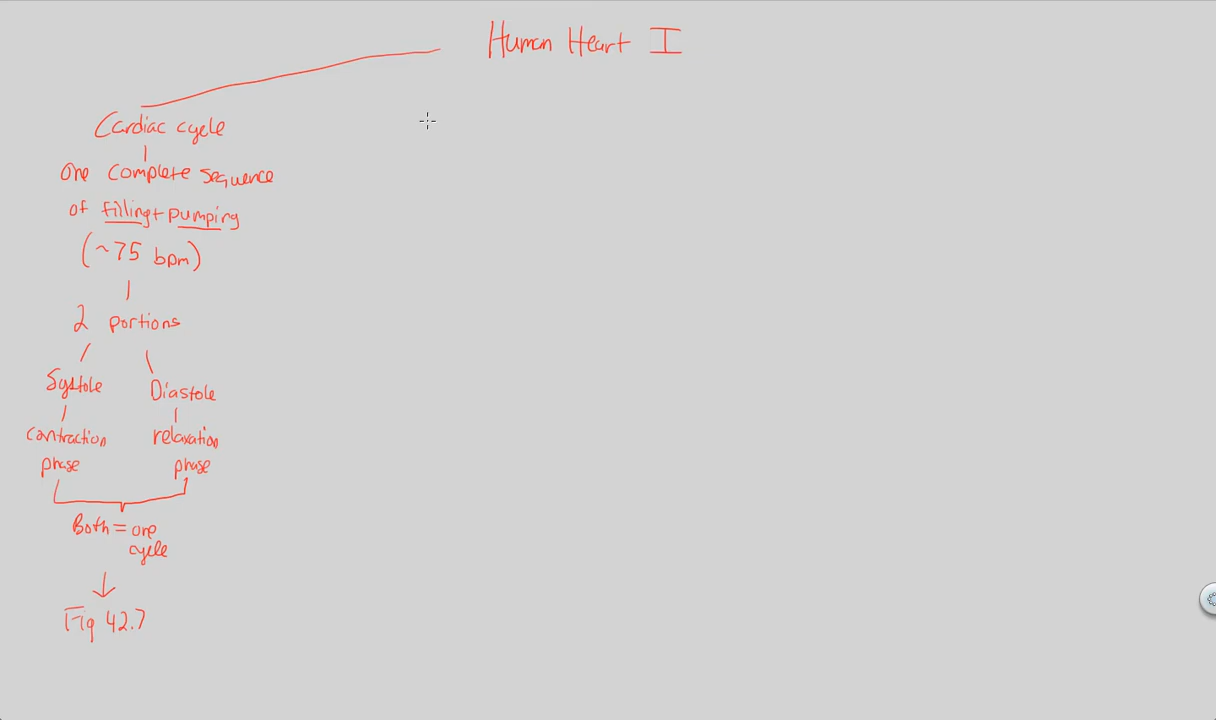 Human Heart I
Cardiac cycle
one complete sequence
of filling + pumping
(~75 bpm)
2 portions
Systole
contraction
phase
Diastole
relaxation
phase
Both = one
cycle
Fig 42.7